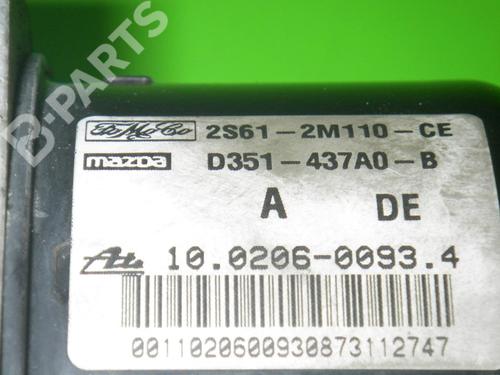 B-PARTS
FoMoCo 2S61-2M110-CE
mazda D351-437A0-B
A DE
Ate 10.0206-0093.4
00110206009308731127​47